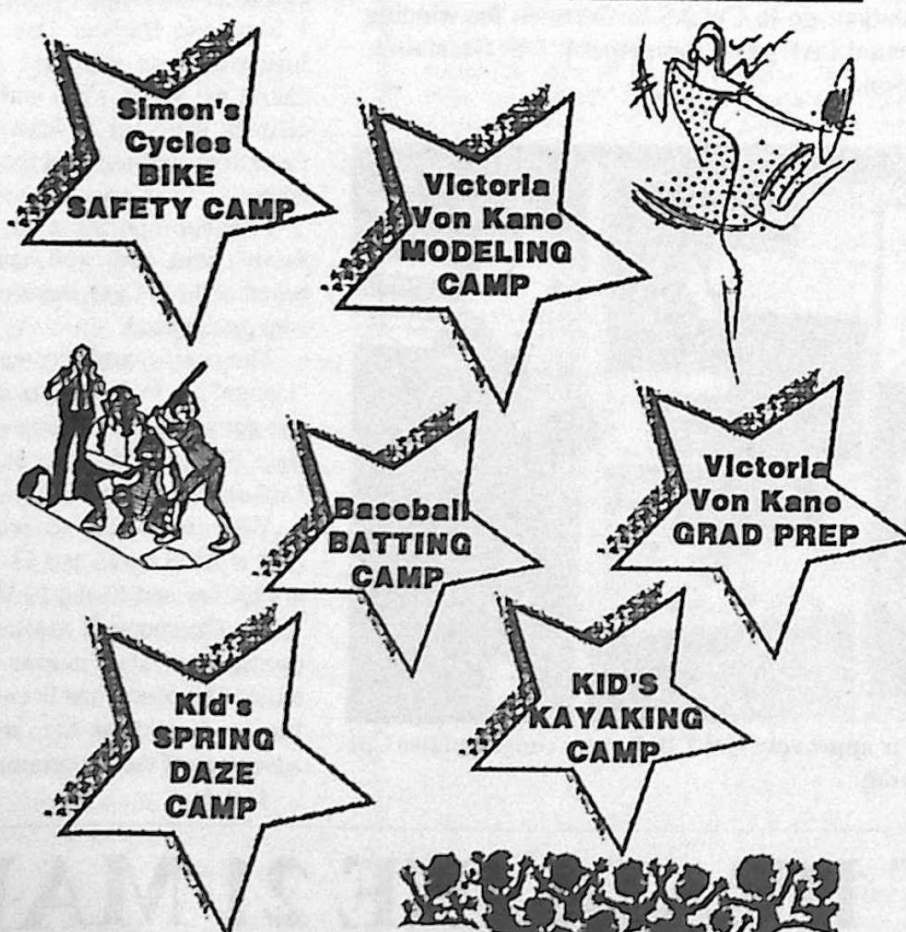 Simon's
Cycles
BIKE
SAFETY CAMP
Victoria
Von Kane
MODELING
CAMP
Baseball
BATTING
CAMP
Victoria
Von Kane
GRAD PREP
Kid's
SPRING
DAZE
CAMP
KID'S
KAYAKING
CAMP